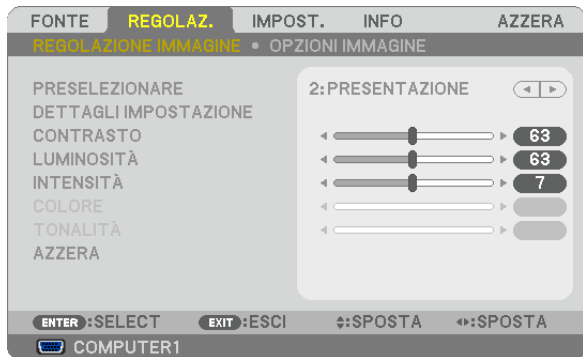 FONTE REGOLAZ. IMPOST. INFO AZZERA
REGOLAZIONE IMMAGINE • OPZIONI IMMAGINE
PRESELEZIONARE 2:PRESENTAZIONE
DETTAGLI IMPOSTAZIONE
CONTRASTO 63
LUMINOSITÀ 63
INTENSITÀ 7
COLORE
TONALITÀ
AZZERA
ENTER:SELECT EXIT:ESCI :SPOSTA :SPOSTA
COMPUTER1